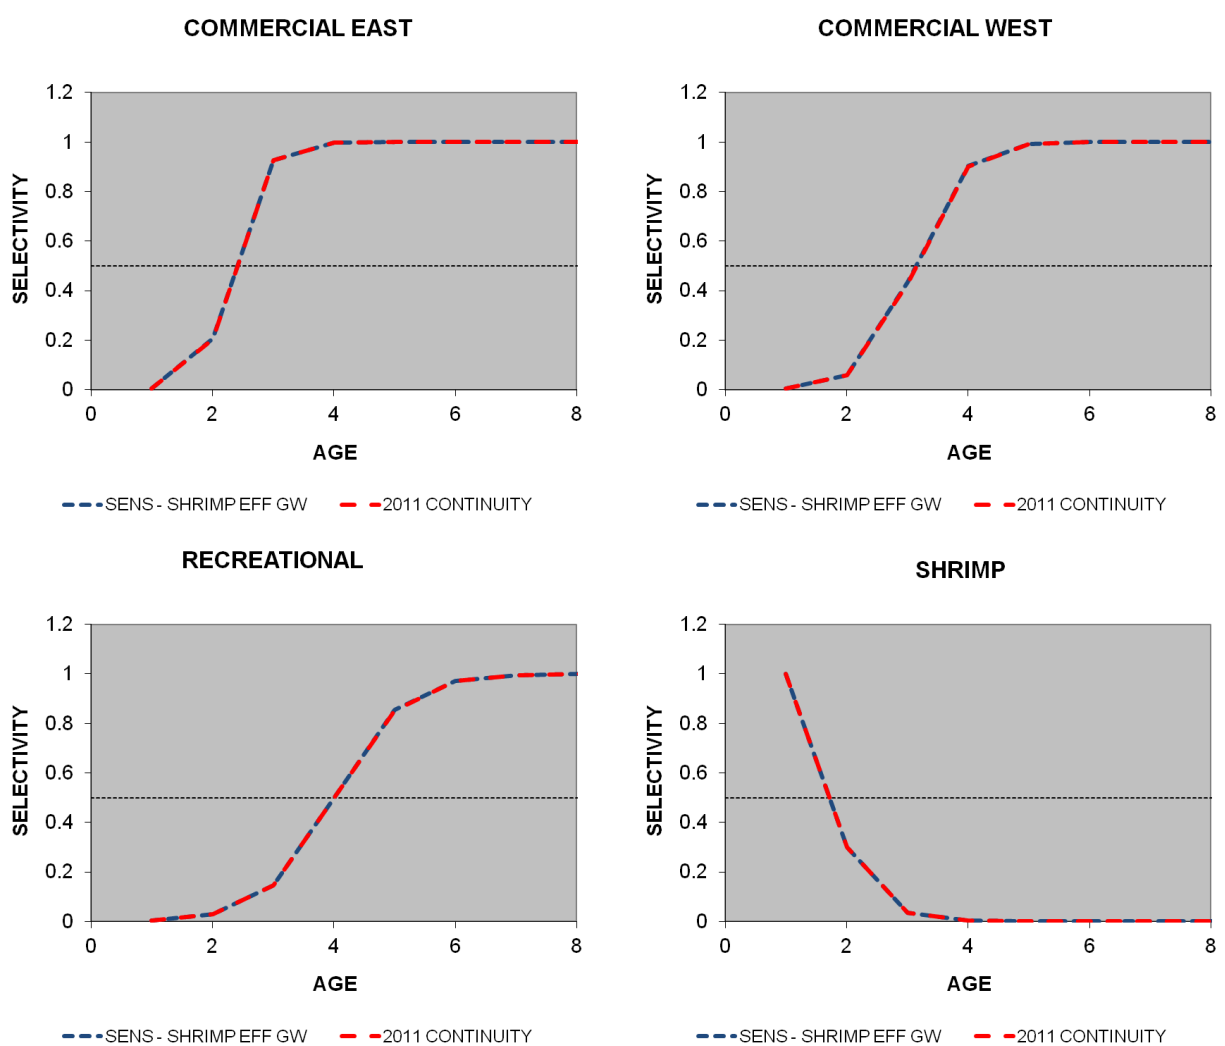 COMMERCIAL EAST
1.2
1
0.8
0.6
0.4
0.2
0
SELECTIVITY
0 2 4 6 8
AGE
SENS - SHRIMP EFF GW 2011 CONTINUITY
COMMERCIAL WEST
1.2
1
0.8
0.6
0.4
0.2
0
SELECTIVITY
0 2 4 6 8
AGE
SENS - SHRIMP EFF GW 2011 CONTINUITY
RECREATIONAL
1.2
1
0.8
0.6
0.4
0.2
0
SELECTIVITY
0 2 4 6 8
AGE
SENS - SHRIMP EFF GW 2011 CONTINUITY
SHRIMP
1.2
1
0.8
0.6
0.4
0.2
0
SELECTIVITY
0 2 4 6 8
AGE
SENS - SHRIMP EFF GW 2011 CONTINUITY